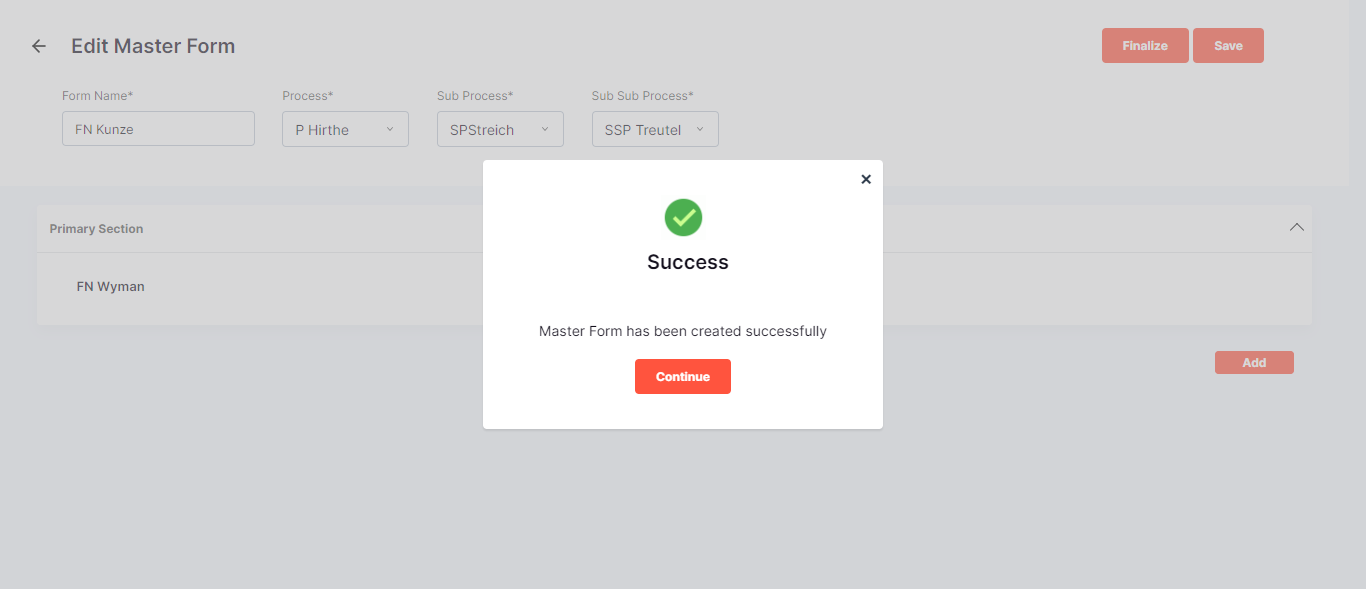 Edit Master Form
Finalize
Save
Form Name*
Process*
Sub Process*
Sub Sub Process*
FN Kunze
P Hirthe
SPStreich
SSP Treutel
Primary Section
FN Wyman
Success
Master Form has been created successfully
Continue
Add